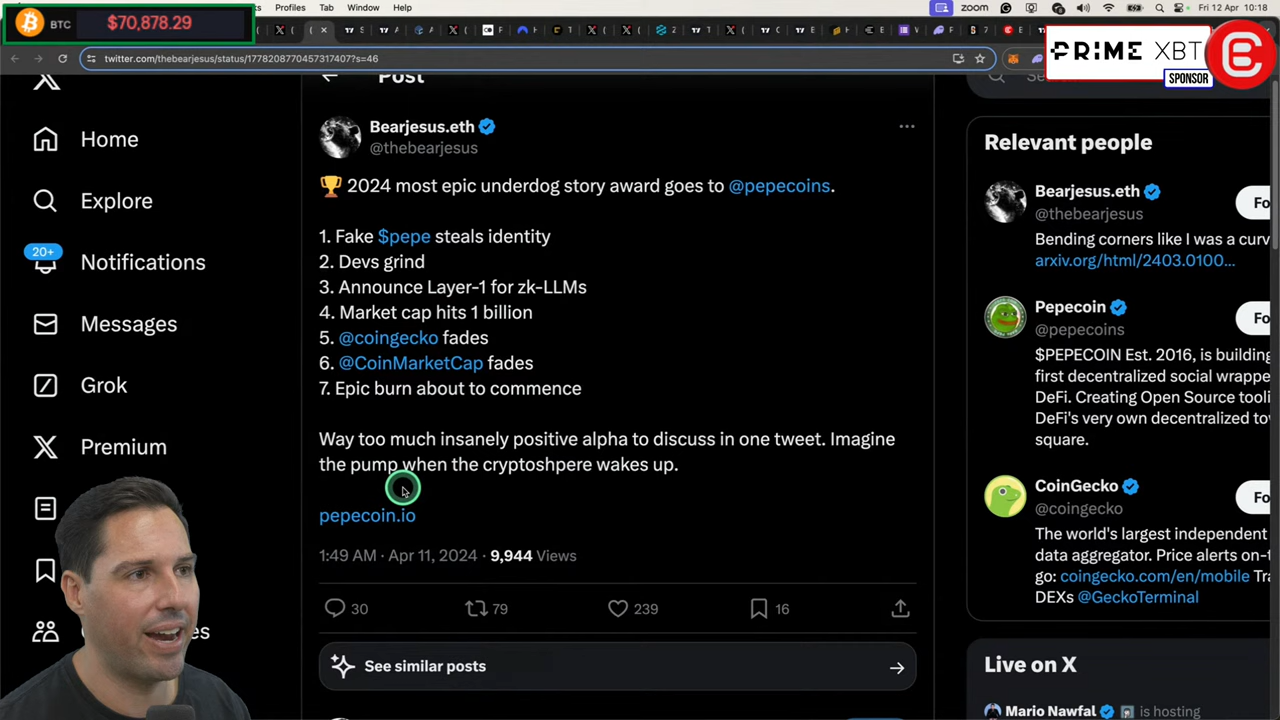 BTC $70,878.29
Profiles Tab Window Help
zoom Fri 12 Apr 10:18
twitter.com/thebearjesus/status/1778208770457317407?s=46
PRIME XBT
SPONSOR
Post
Home
Explore
20+
Notifications
Messages
Grok
Premium
Bearjesus.eth
@thebearjesus
🏆 2024 most epic underdog story award goes to @pepecoins.
1. Fake $pepe steals identity
2. Devs grind
3. Announce Layer-1 for zk-LLMs
4. Market cap hits 1 billion
5. @coingecko fades
6. @CoinMarketCap fades
7. Epic burn about to commence
Way too much insanely positive alpha to discuss in one tweet. Imagine
the pump when the cryptoshpere wakes up.
pepecoin.io
1:49 AM · Apr 11, 2024 · 9,944 Views
30 79 239 16
See similar posts
Relevant people
Bearjesus.eth
@thebearjesus
Fo
Bending corners like I was a curv
arxiv.org/html/2403.0100...
Pepecoin
@pepecoins
Fo
$PEPECOIN Est. 2016, is building
first decentralized social wrappe
DeFi. Creating Open Source tooli
DeFi's very own decentralized to
square.
CoinGecko
@coingecko
Fo
The world's largest independent
data aggregator. Price alerts on-t
go: coingecko.com/en/mobile Tra
DEXs @GeckoTerminal
Live on X
Mario Nawfal is hosting